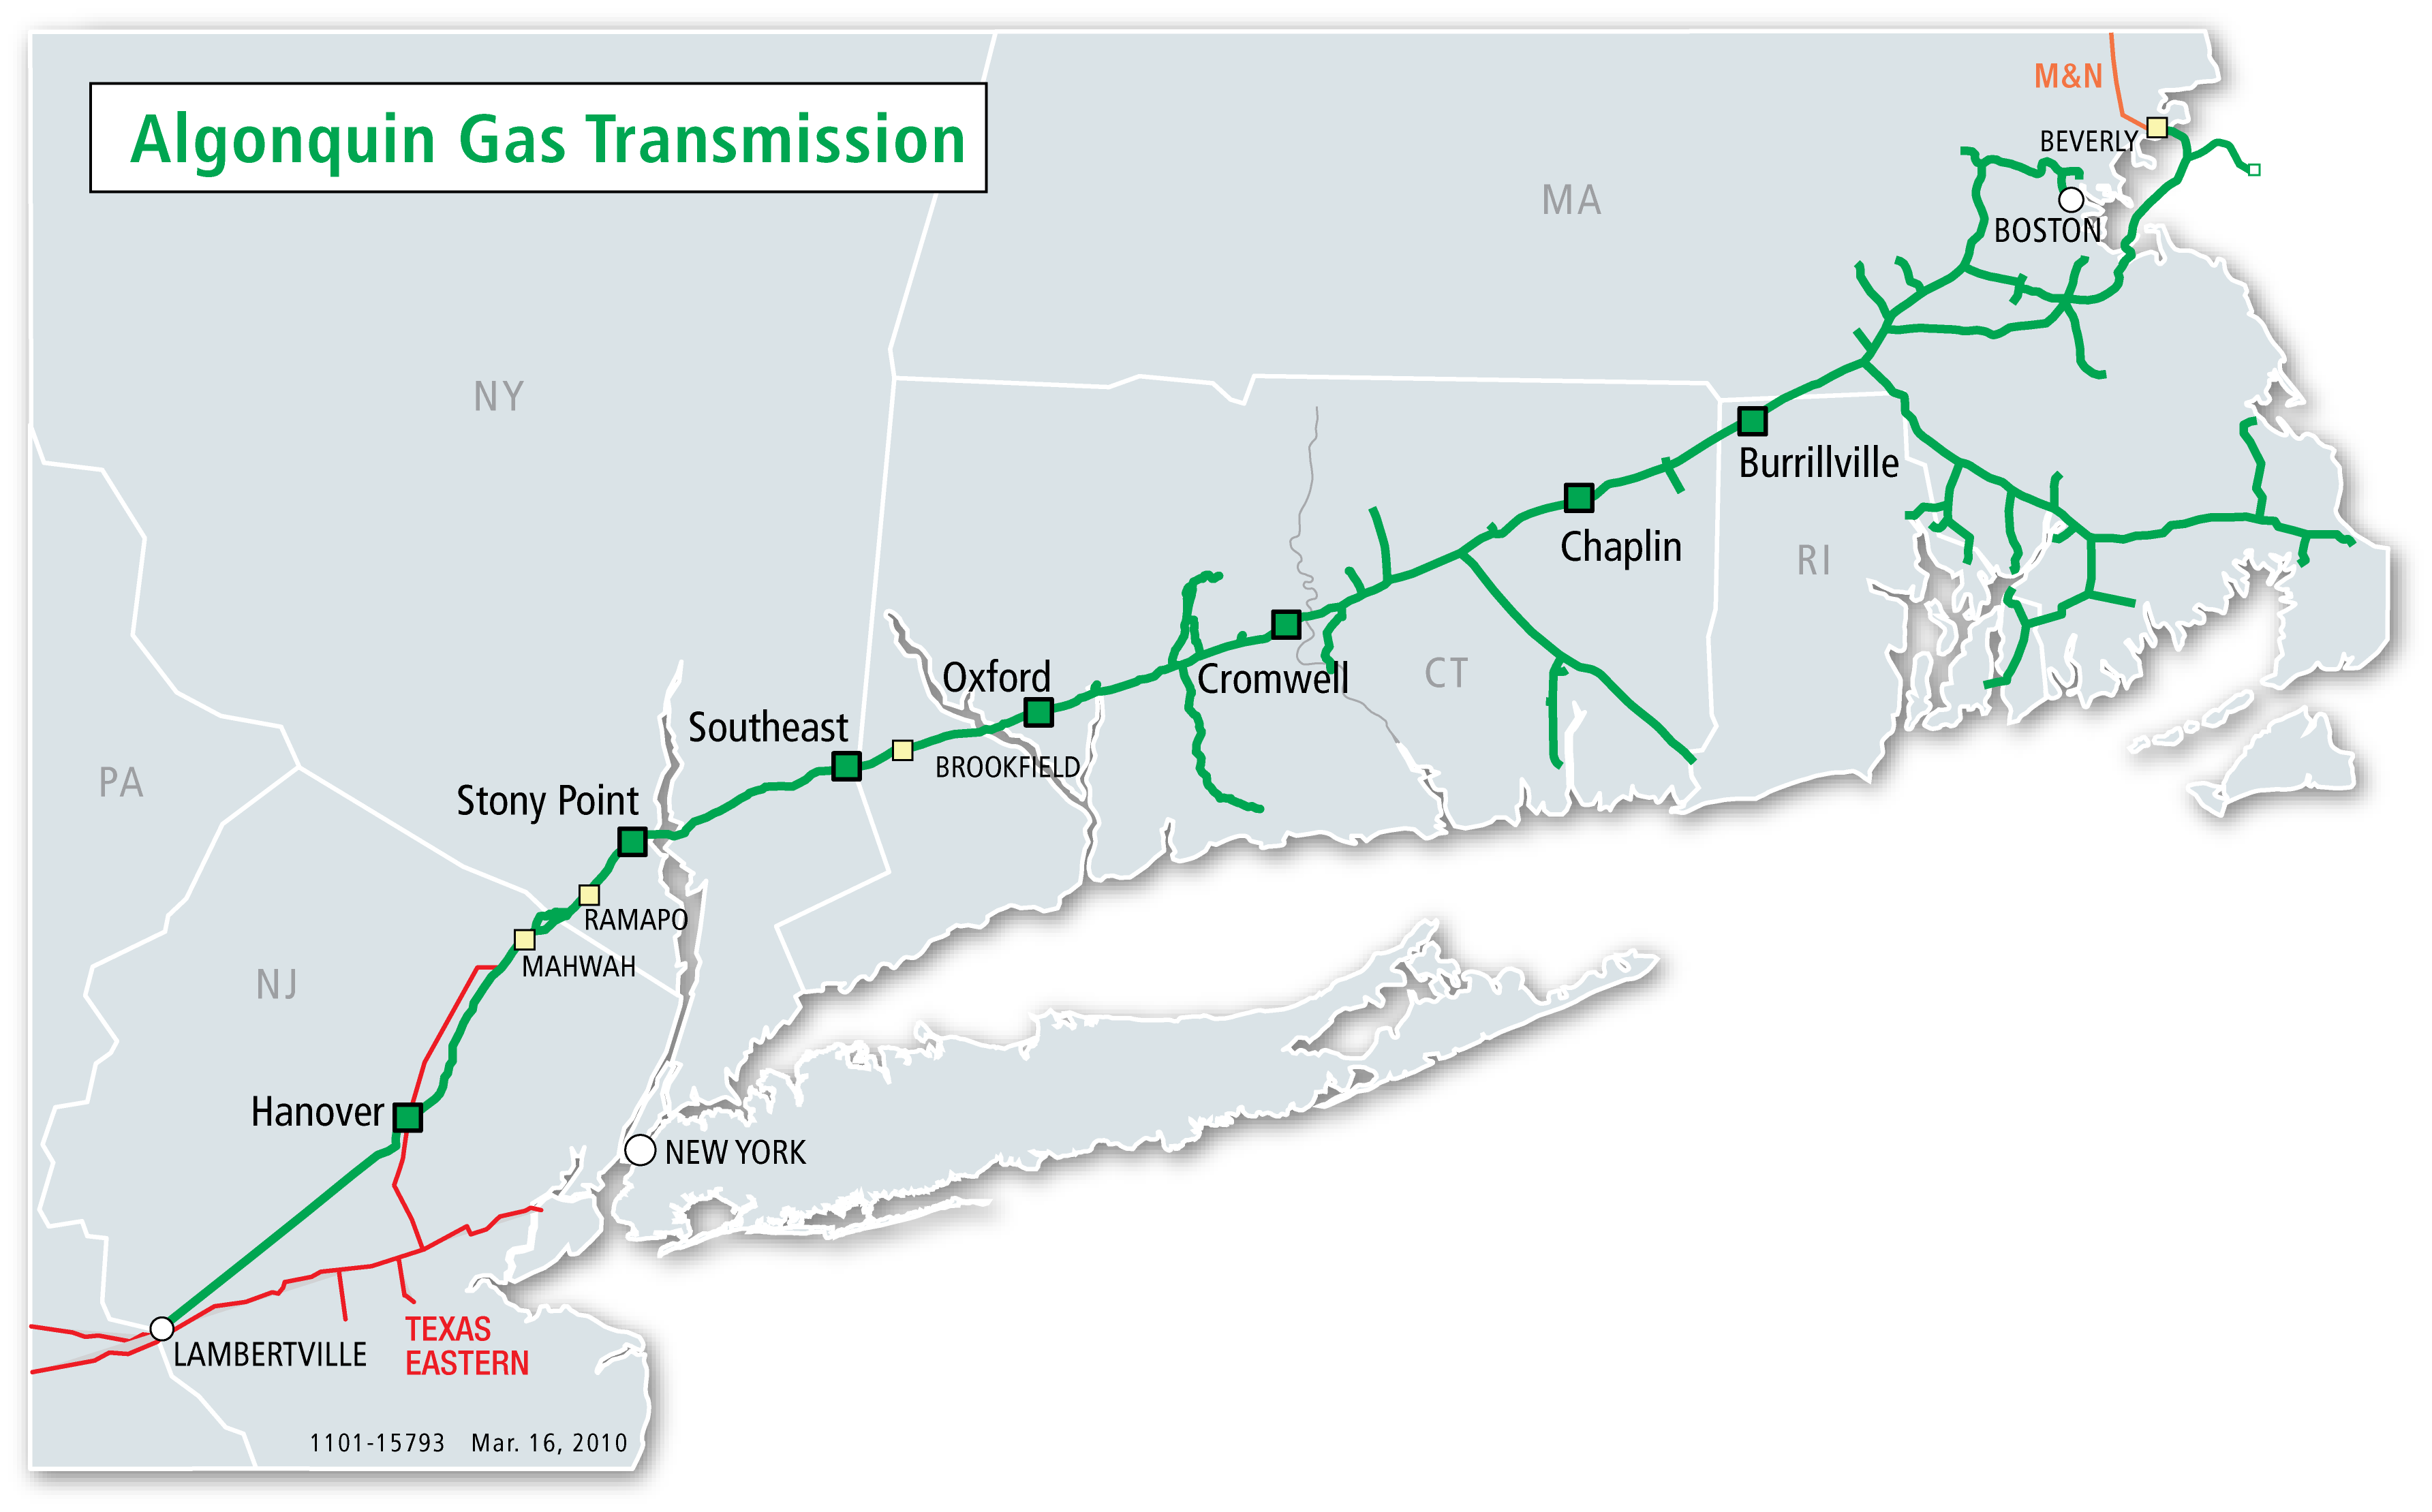 Algonquin Gas Transmission
M&N
BEVERLY
MA
BOSTON
NY
Burrillville
Chaplin
RI
Oxford
Cromwell
CT
Southeast
BROOKFIELD
PA
Stony Point
RAMAPO
MAHWAH
NJ
Hanover
NEW YORK
TEXAS
EASTERN
LAMBERTVILLE
1101-15793 Mar. 16, 2010